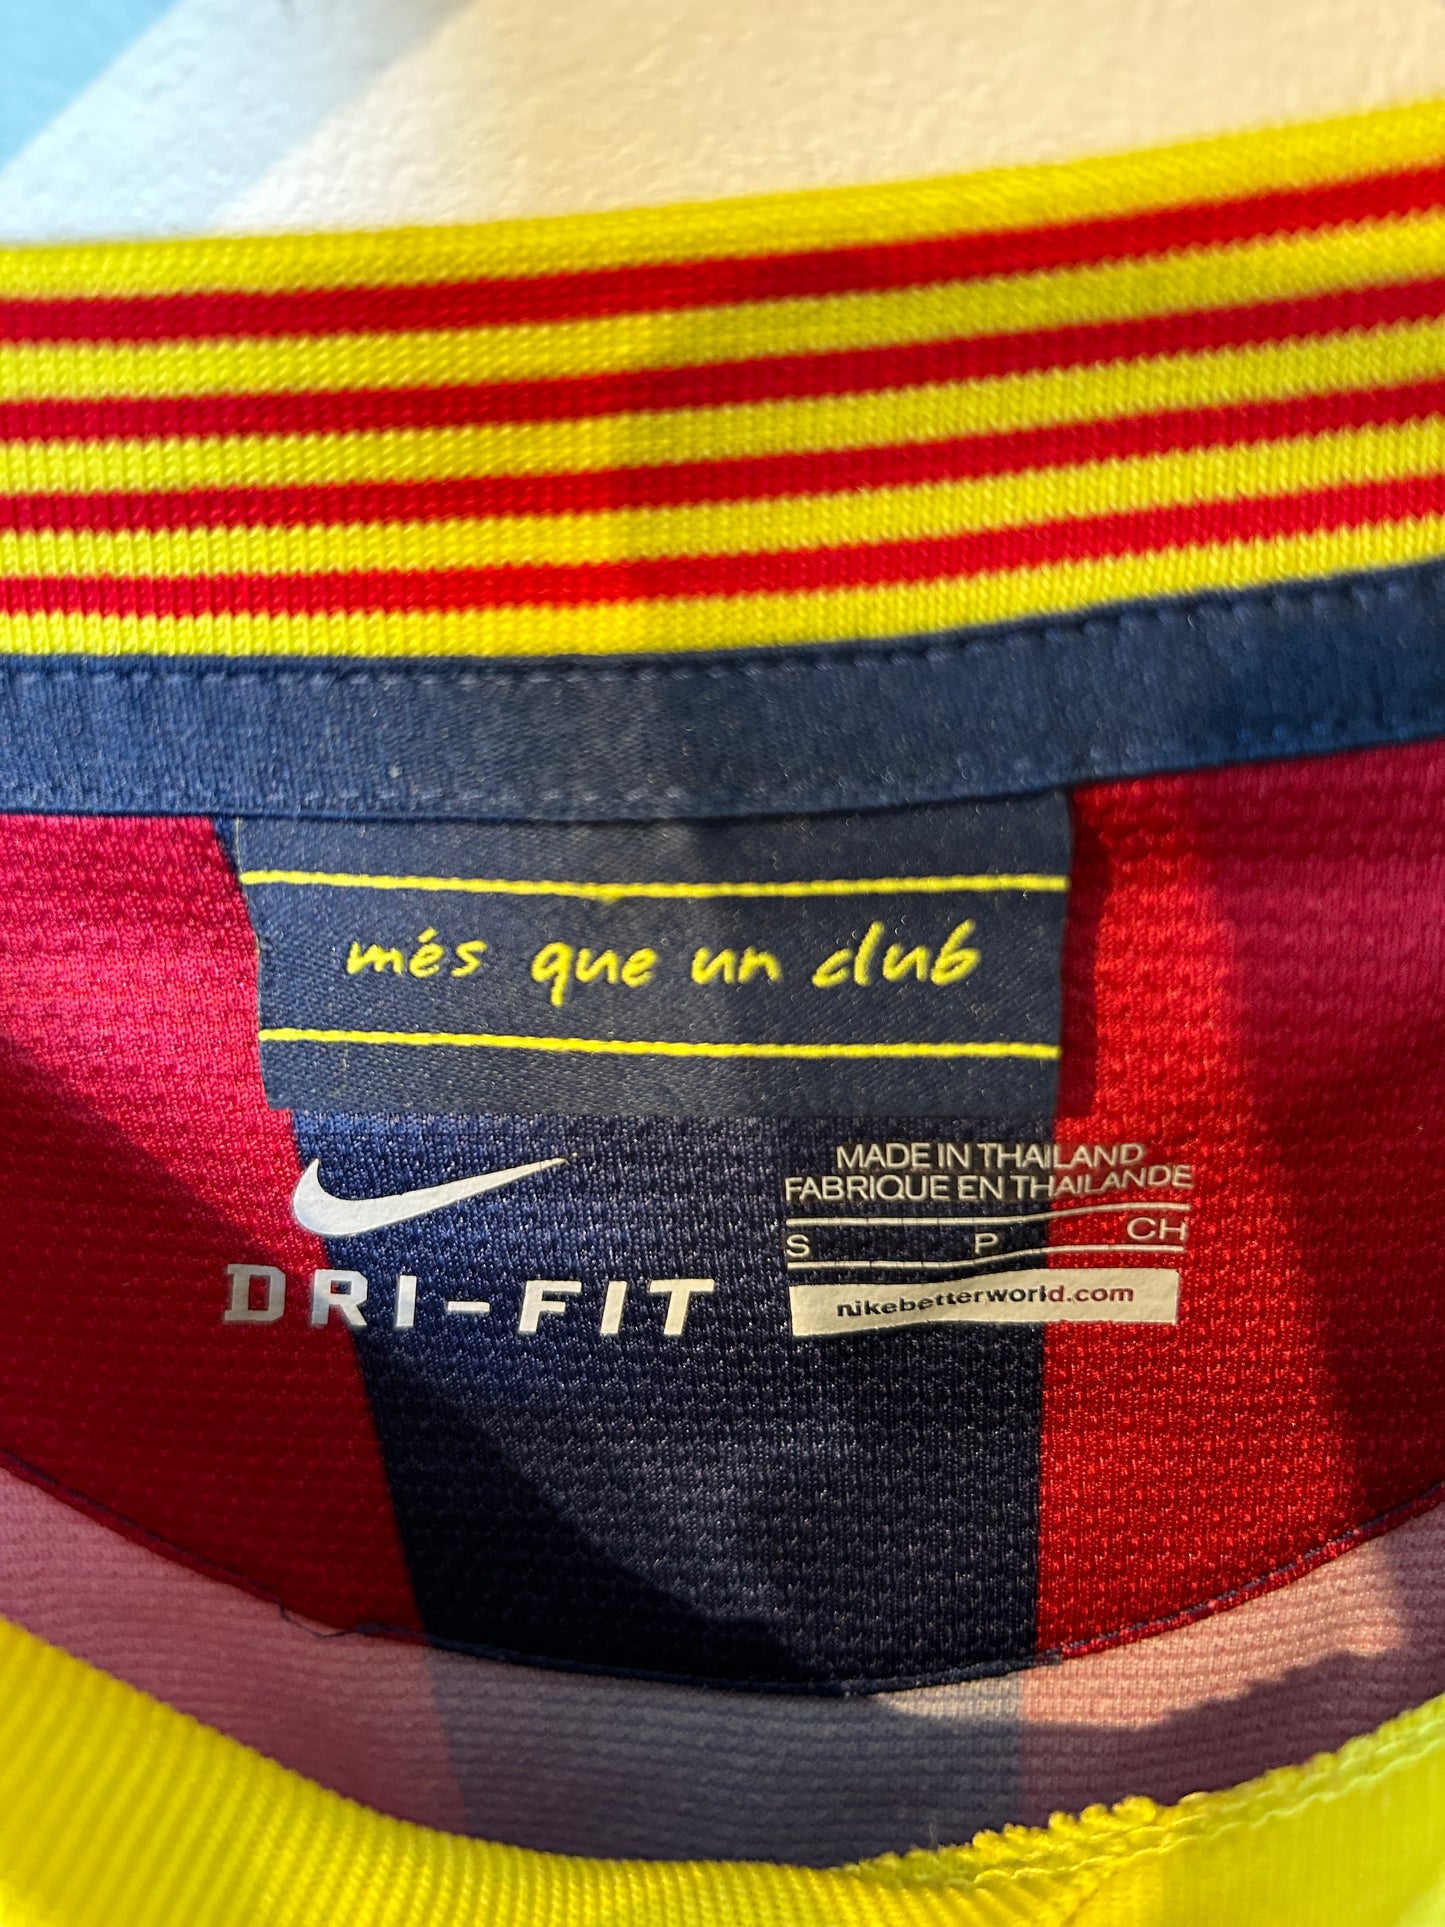 més que un club
DRI-FIT
MADE IN THAILAND
FABRIQUE EN THAILANDE
S P CH
nikebetterworld.com